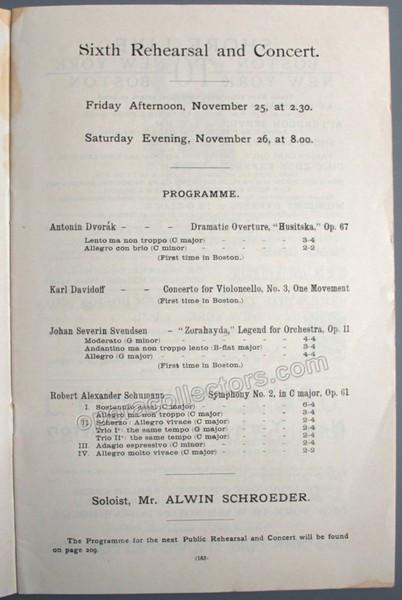 Sixth Rehearsal and Concert.
Friday Afternoon, November 25, at 2.30.
Saturday Evening, November 26, at 8.00.
PROGRAMME.
Antonin Dvorák - - - Dramatic Overture, "Husitska," Op. 67
Lento ma non troppo (C major) - - - - - 3-4
Allegro con brio (C minor) - - - - - 2-2
(First time in Boston.)
Karl Davidoff - - Concerto for Violoncello, No. 3, One Movement
(First time in Boston.)
Johan Severin Svendsen - "Zorahayda," Legend for Orchestra, Op. 11
Moderato (G minor) - - - - - 4-4
Andantino ma non troppo lento (B-flat major) - - - 3-4
Allegro (G major) - - - - - 4-4
(First time in Boston.)
Robert Alexander Schumann - Symphony No. 2, in C major, Op. 61
I. Sostenuto assai (C major) - - - - - 6-4
Allegro ma non troppo (C major) - - - - - 3-4
II. Scherzo: Allegro vivace (C major) - - - - 2-4
Trio I°: the same tempo (G major) - - - - 2-4
Trio II°: the same tempo (C major) - - - - 2-4
III. Adagio espressivo (C minor) - - - - 2-4
IV. Allegro molto vivace (C major) - - - - 2-2
Soloist, Mr. ALWIN SCHROEDER.
The Programme for the next Public Rehearsal and Concert will be found
on page 209.
(163)